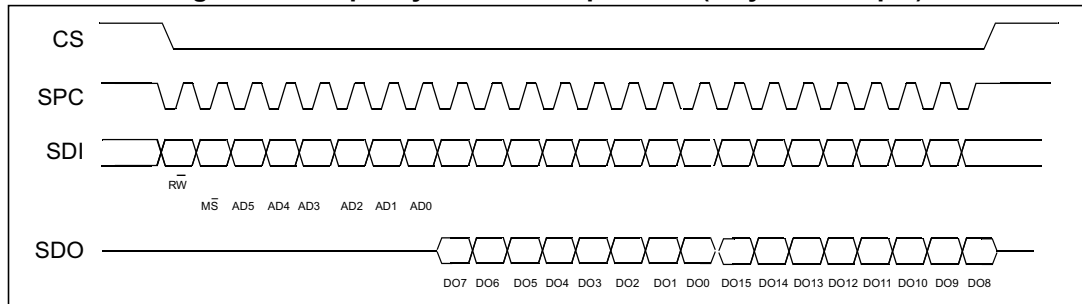 CS
SPC
SDI
RW
MS AD5 AD4 AD3 AD2 AD1 AD0
SDO
DO7 DO6 DO5 DO4 DO3 DO2 DO1 DO0 DO15 DO14 DO13 DO12 DO11 DO10 DO9 DO8